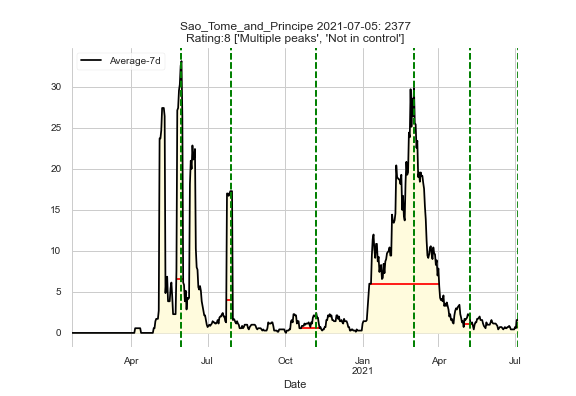 Sao_Tome_and_Principe 2021-07-05: 2377
Rating:8 ['Multiple peaks', 'Not in control']
Average-7d
30
25
20
15
10
5
0
Apr Jul Oct Jan Apr Jul
2021
Date